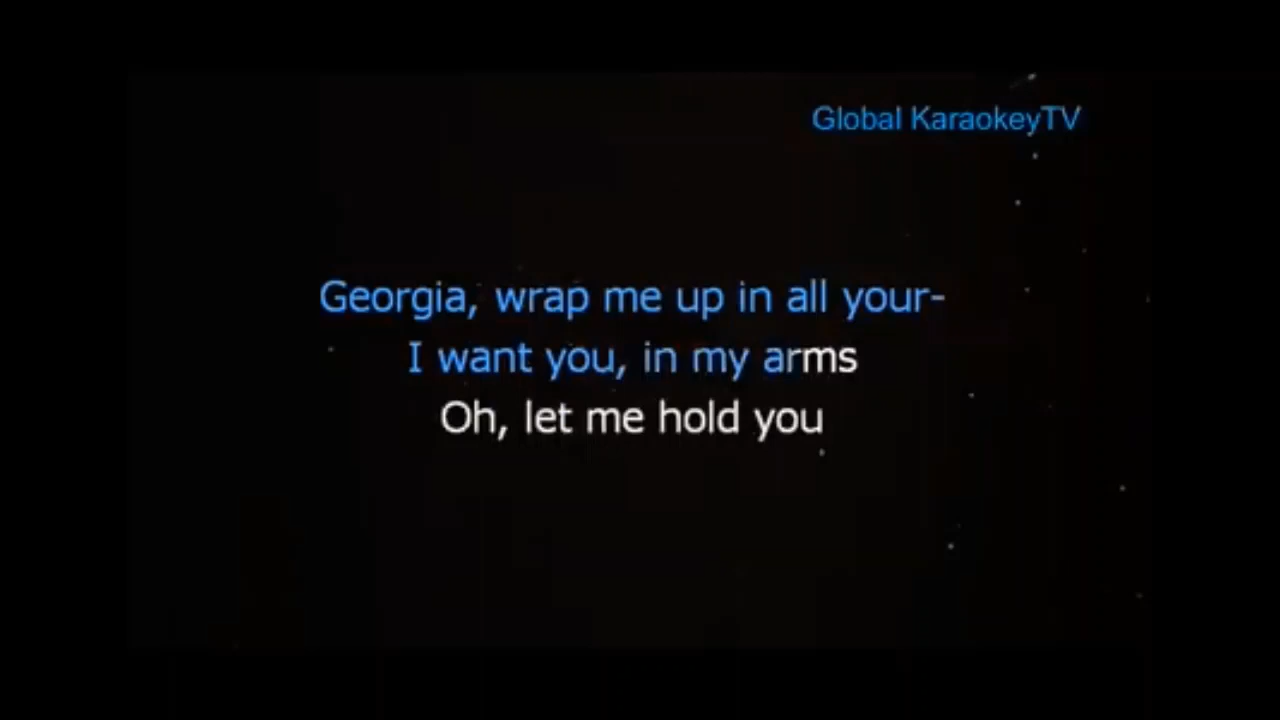 Global KaraokeyTV
Georgia, wrap me up in all your-
I want you, in my arms
Oh, let me hold you